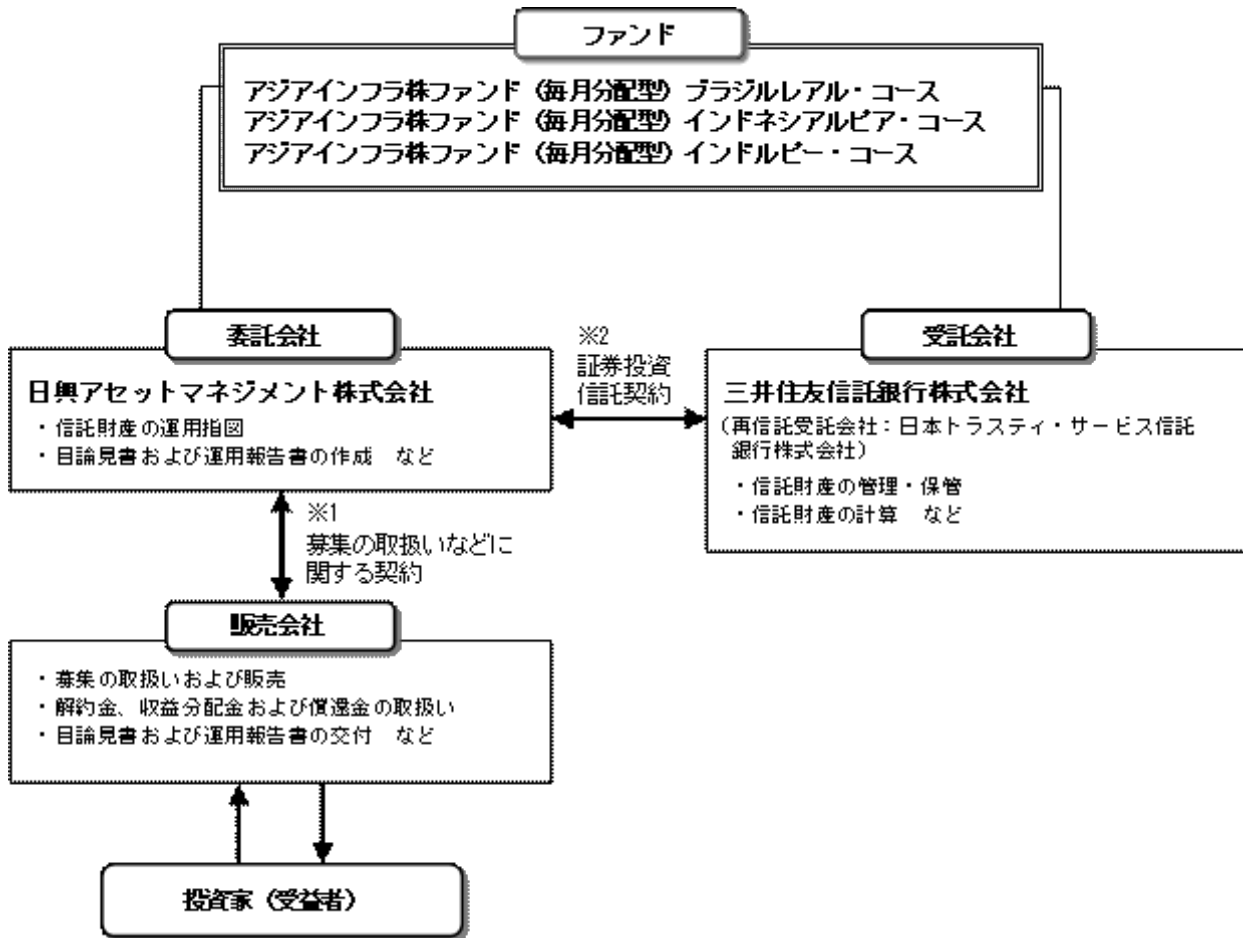 ファンド
アジアインフラ株ファンド（毎月分配型）ブラジルレアル・コース
アジアインフラ株ファンド（毎月分配型）インドネシアルピア・コース
アジアインフラ株ファンド（毎月分配型）インドルピー・コース
委託会社
日興アセットマネジメント株式会社
・信託財産の運用指図
・目論見書および運用報告書の作成　など
※2
証券投資
信託契約
受託会社
三井住友信託銀行株式会社
（再信託受託会社：日本トラスティ・サービス信託
銀行株式会社）
・信託財産の管理・保管
・信託財産の計算　など
※1
募集の取扱いなどに
関する契約
販売会社
・募集の取扱いおよび販売
・解約金、収益分配金および償還金の取扱い
・目論見書および運用報告書の交付　など
投資家（受益者）